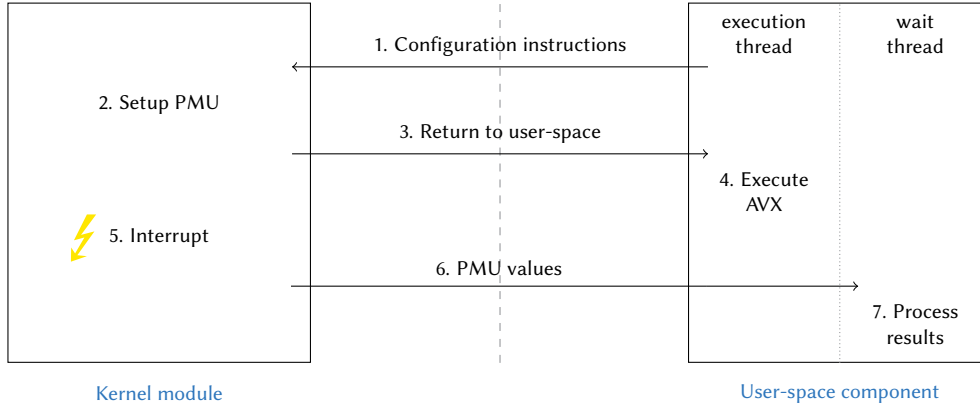 execution
thread
wait
thread
1. Configuration instructions
2. Setup PMU
3. Return to user-space
4. Execute
AVX
5. Interrupt
6. PMU values
7. Process
results
Kernel module
User-space component